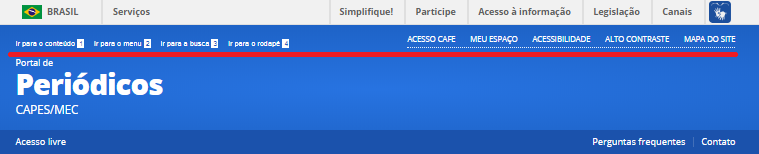 BRASIL Serviços Simplifique! Participe Acesso à informação Legislação Canais
Ir para o conteúdo 1 Ir para o menu 2 Ir para a busca 3 Ir para o rodapé 4 ACESSO CAFE MEU ESPAÇO ACESSIBILIDADE ALTO CONTRASTE MAPA DO SITE
Portal de
Periódicos
CAPES/MEC
Acesso livre Perguntas frequentes Contato